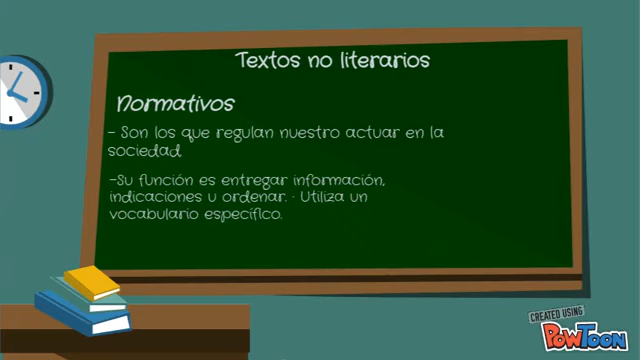 Textos no literarios
Normativos
- Son los que regulan nuestro actuar en la
sociedad
-Su función es entregar información,
indicaciones u ordenar. · Utiliza un
vocabulario específico.
CREATED USING
POWTOON